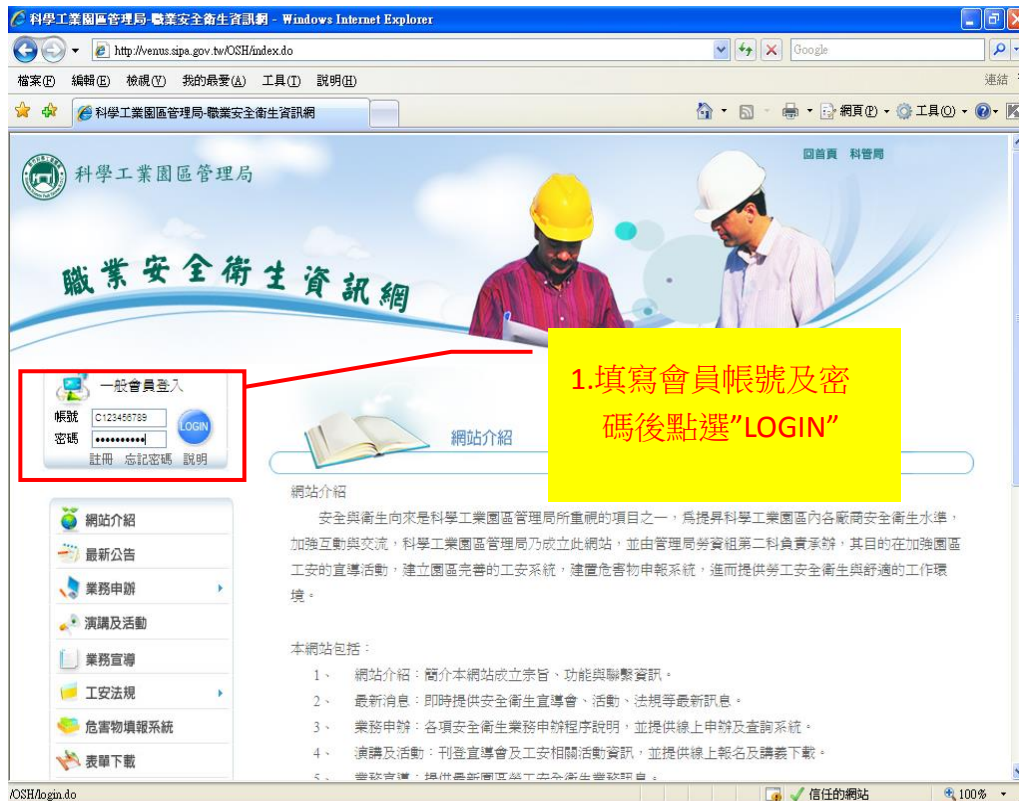 科學工業園區管理局-職業安全衛生資訊網 - Windows Internet Explorer
http://venus.sipa.gov.tw/OSH/index.do
Google
檔案(F) 編輯(E) 檢視(V) 我的最愛(A) 工具(T) 說明(H)
連結
科學工業園區管理局-職業安全衛生資訊網
網頁(P) 工具(O)
回首頁 科管局
科學工業園區管理局
職業安全衛生資訊網
1.填寫會員帳號及密
碼後點選”LOGIN”
一般會員登入
帳號 C123456789
LOGIN
密碼 ••••••••••
註冊 忘記密碼 說明
網站介紹
網站介紹
安全與衛生向來是科學工業園區管理局所重視的項目之一，為提昇科學工業園區內各廠商安全衛生水準，
加強互動與交流，科學工業園區管理局乃成立此網站，並由管理局勞資組第二科負責承辦，其目的在加強園區
工安的宣導活動，建立園區完善的工安系統，建置危害物申報系統，進而提供勞工安全衛生與舒適的工作環
境。
本網站包括：
1、 網站介紹：簡介本網站成立宗旨、功能與聯繫資訊。
2、 最新消息：即時提供安全衛生宣導會、活動、法規等最新訊息。
3、 業務申辦：各項安全衛生業務申辦程序說明，並提供線上申辦及查詢系統。
4、 演講及活動：刊登宣導會及工安相關活動資訊，並提供線上報名及講義下載。
5、 業務宣導：提供最新園區勞工安全衛生業務訊息。
網站介紹
最新公告
業務申辦
演講及活動
業務宣導
工安法規
危害物填報系統
表單下載
/OSH/login.do
信任的網站
100%